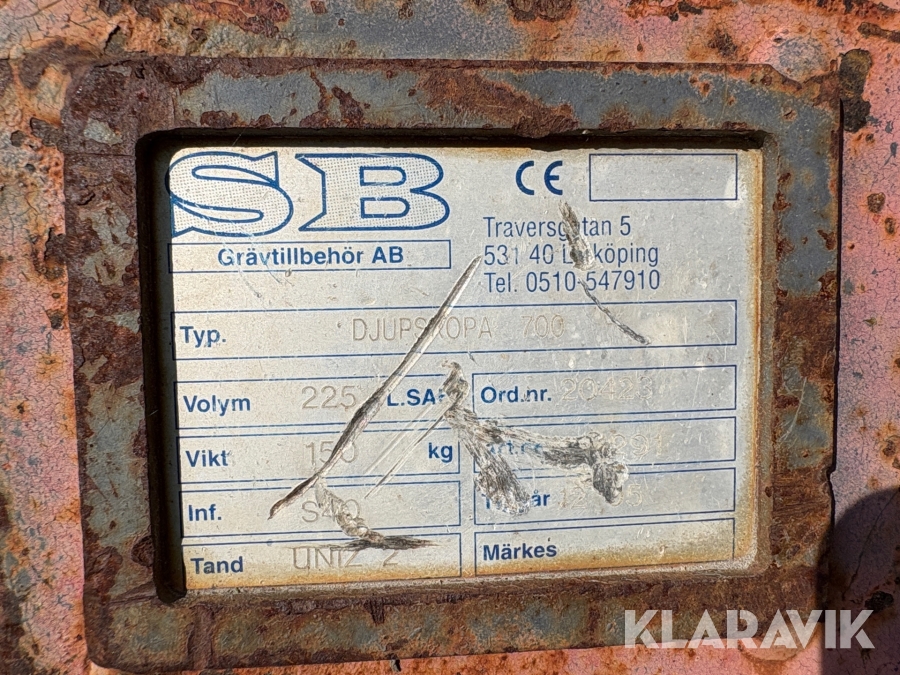 SB
CE
Grävtillbehör AB
Traversgatan 5
531 40 Lidköping
Tel. 0510-547910
Typ. DJUPSKOPA 700
Volym 225 L.SAE
Ord.nr.
Vikt 150 kg
Inf. S40
Tand UNIZ 2
Märkes
KLARAVIK